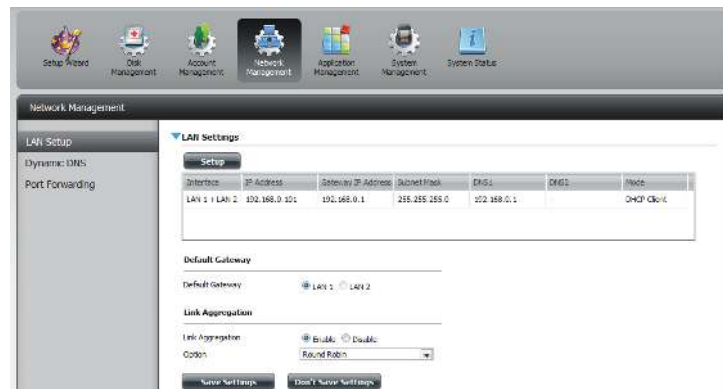 Setup Wizard
Disk Management
Account Management
Network Management
Application Management
System Management
System Status
Network Management
LAN Setup
Dynamic DNS
Port Forwarding
LAN Settings
Setup
Interface IP Address Gateway IP Address Subnet Mask DNS1 DNS2 Mode
LAN 1 + LAN 2 192.168.0.101 192.168.0.1 255.255.255.0 192.168.0.1 - DHCP Client
Default Gateway
Default Gateway LAN 1 LAN 2
Link Aggregation
Link Aggregation Enable Disable
Option Round Robin
Save Settings Don't Save Settings